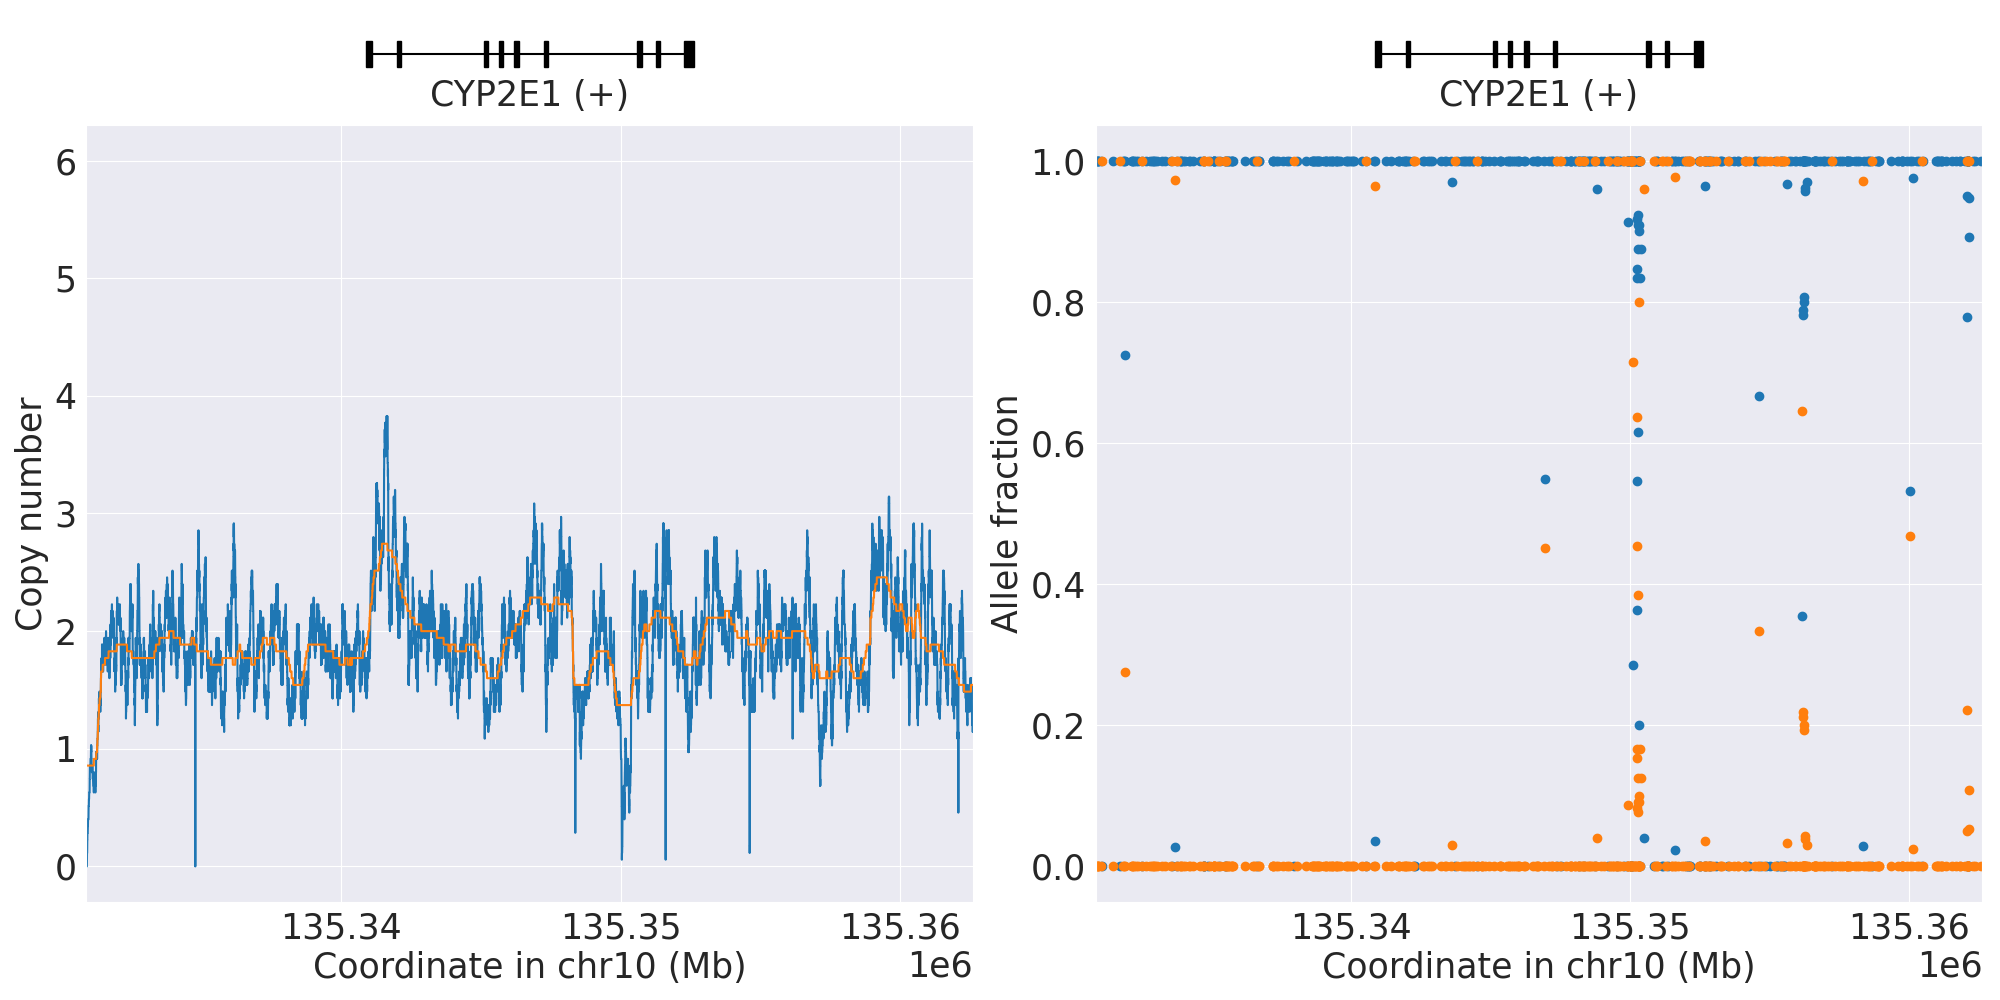 CYP2E1 (+)
6
5
4
3
2
1
0
Copy number
135.34 135.35 135.36
Coordinate in chr10 (Mb)
1e6
CYP2E1 (+)
1.0
0.8
0.6
0.4
0.2
0.0
Allele fraction
135.34 135.35 135.36
Coordinate in chr10 (Mb)
1e6